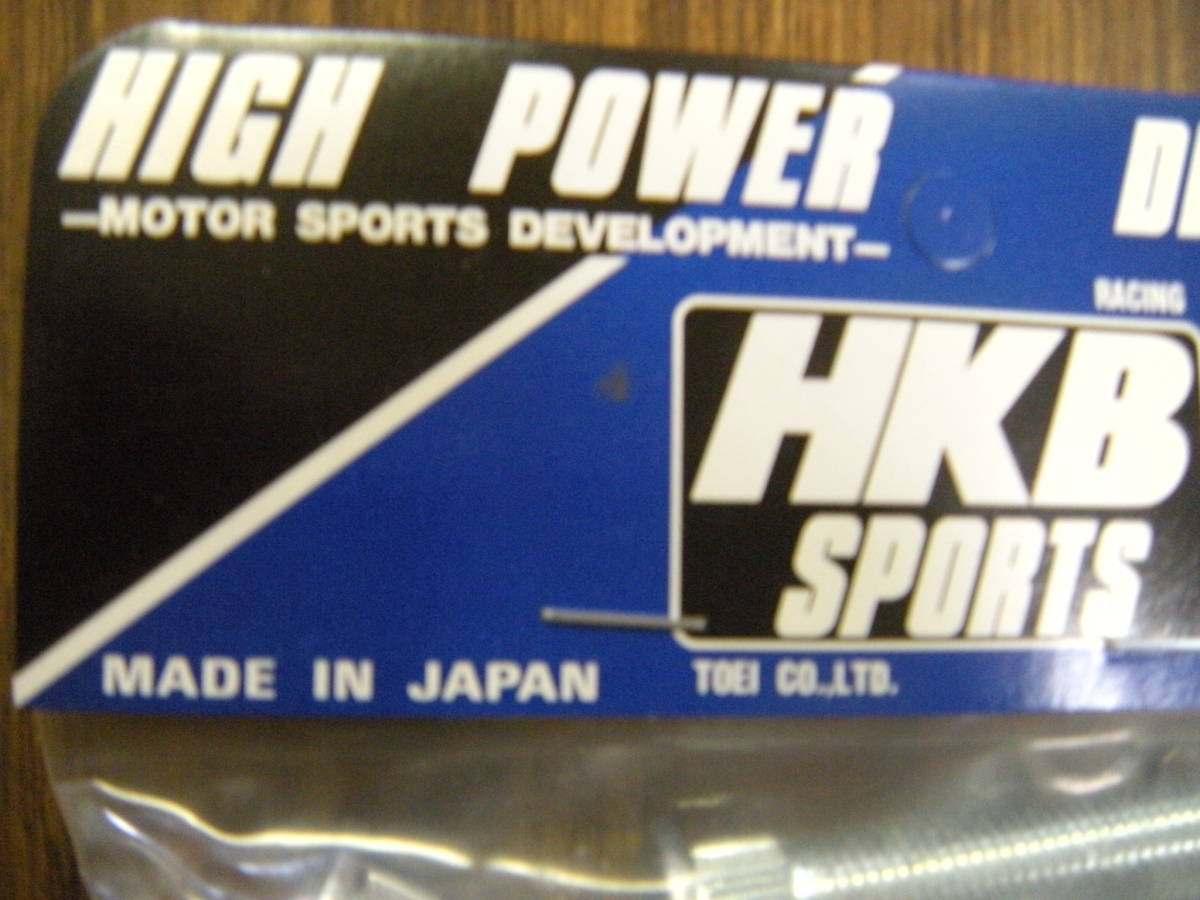 HIGH POWER
—MOTOR SPORTS DEVELOPMENT—
RACING
HKB
SPORTS
MADE IN JAPAN
TOEI CO.,LTD.